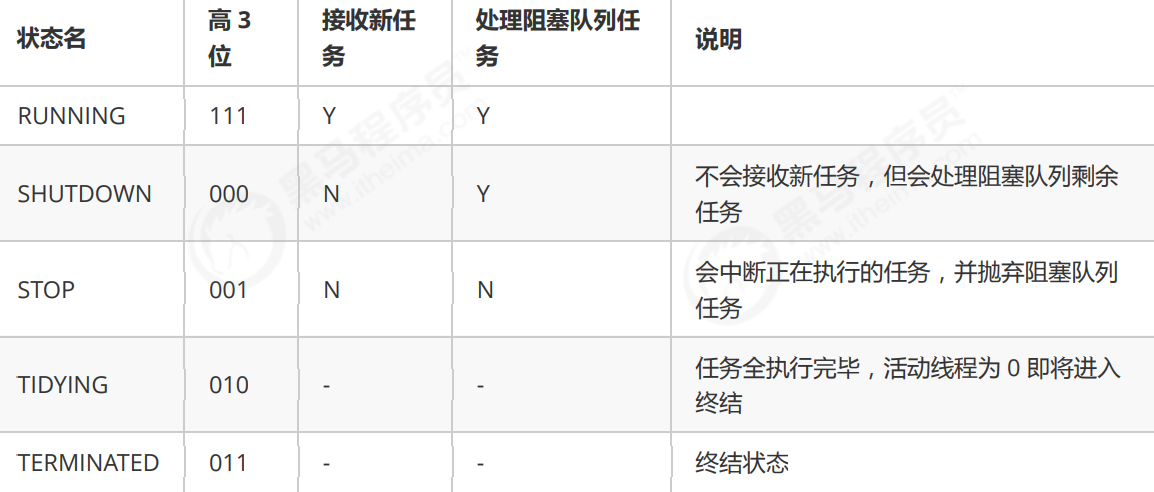 状态名 高 3 位 接收新任务 处理阻塞队列任务 说明
RUNNING 111 Y Y
SHUTDOWN 000 N Y 不会接收新任务，但会处理阻塞队列剩余
任务
STOP 001 N N 会中断正在执行的任务，并抛弃阻塞队列
任务
TIDYING 010 - - 任务全执行完毕，活动线程为 0 即将进入
终结
TERMINATED 011 - - 终结状态
黑马程序员™
www.itheima.com
黑马程序员™
www.itheima.com